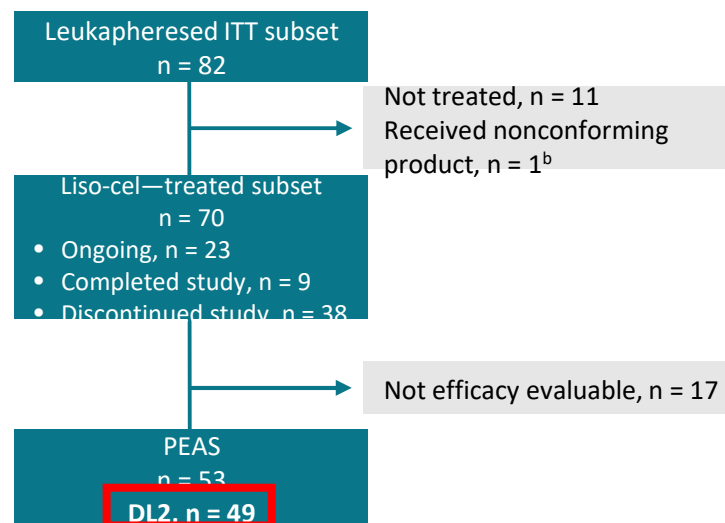 Leukapheresed ITT subset
n = 82
Not treated, n = 11
Received nonconforming
product, n = 1ᵇ
Liso-cel—treated subset
n = 70
• Ongoing, n = 23
• Completed study, n = 9
• Discontinued study, n = 38
Not efficacy evaluable, n = 17
PEAS
n = 53
DL2, n = 49